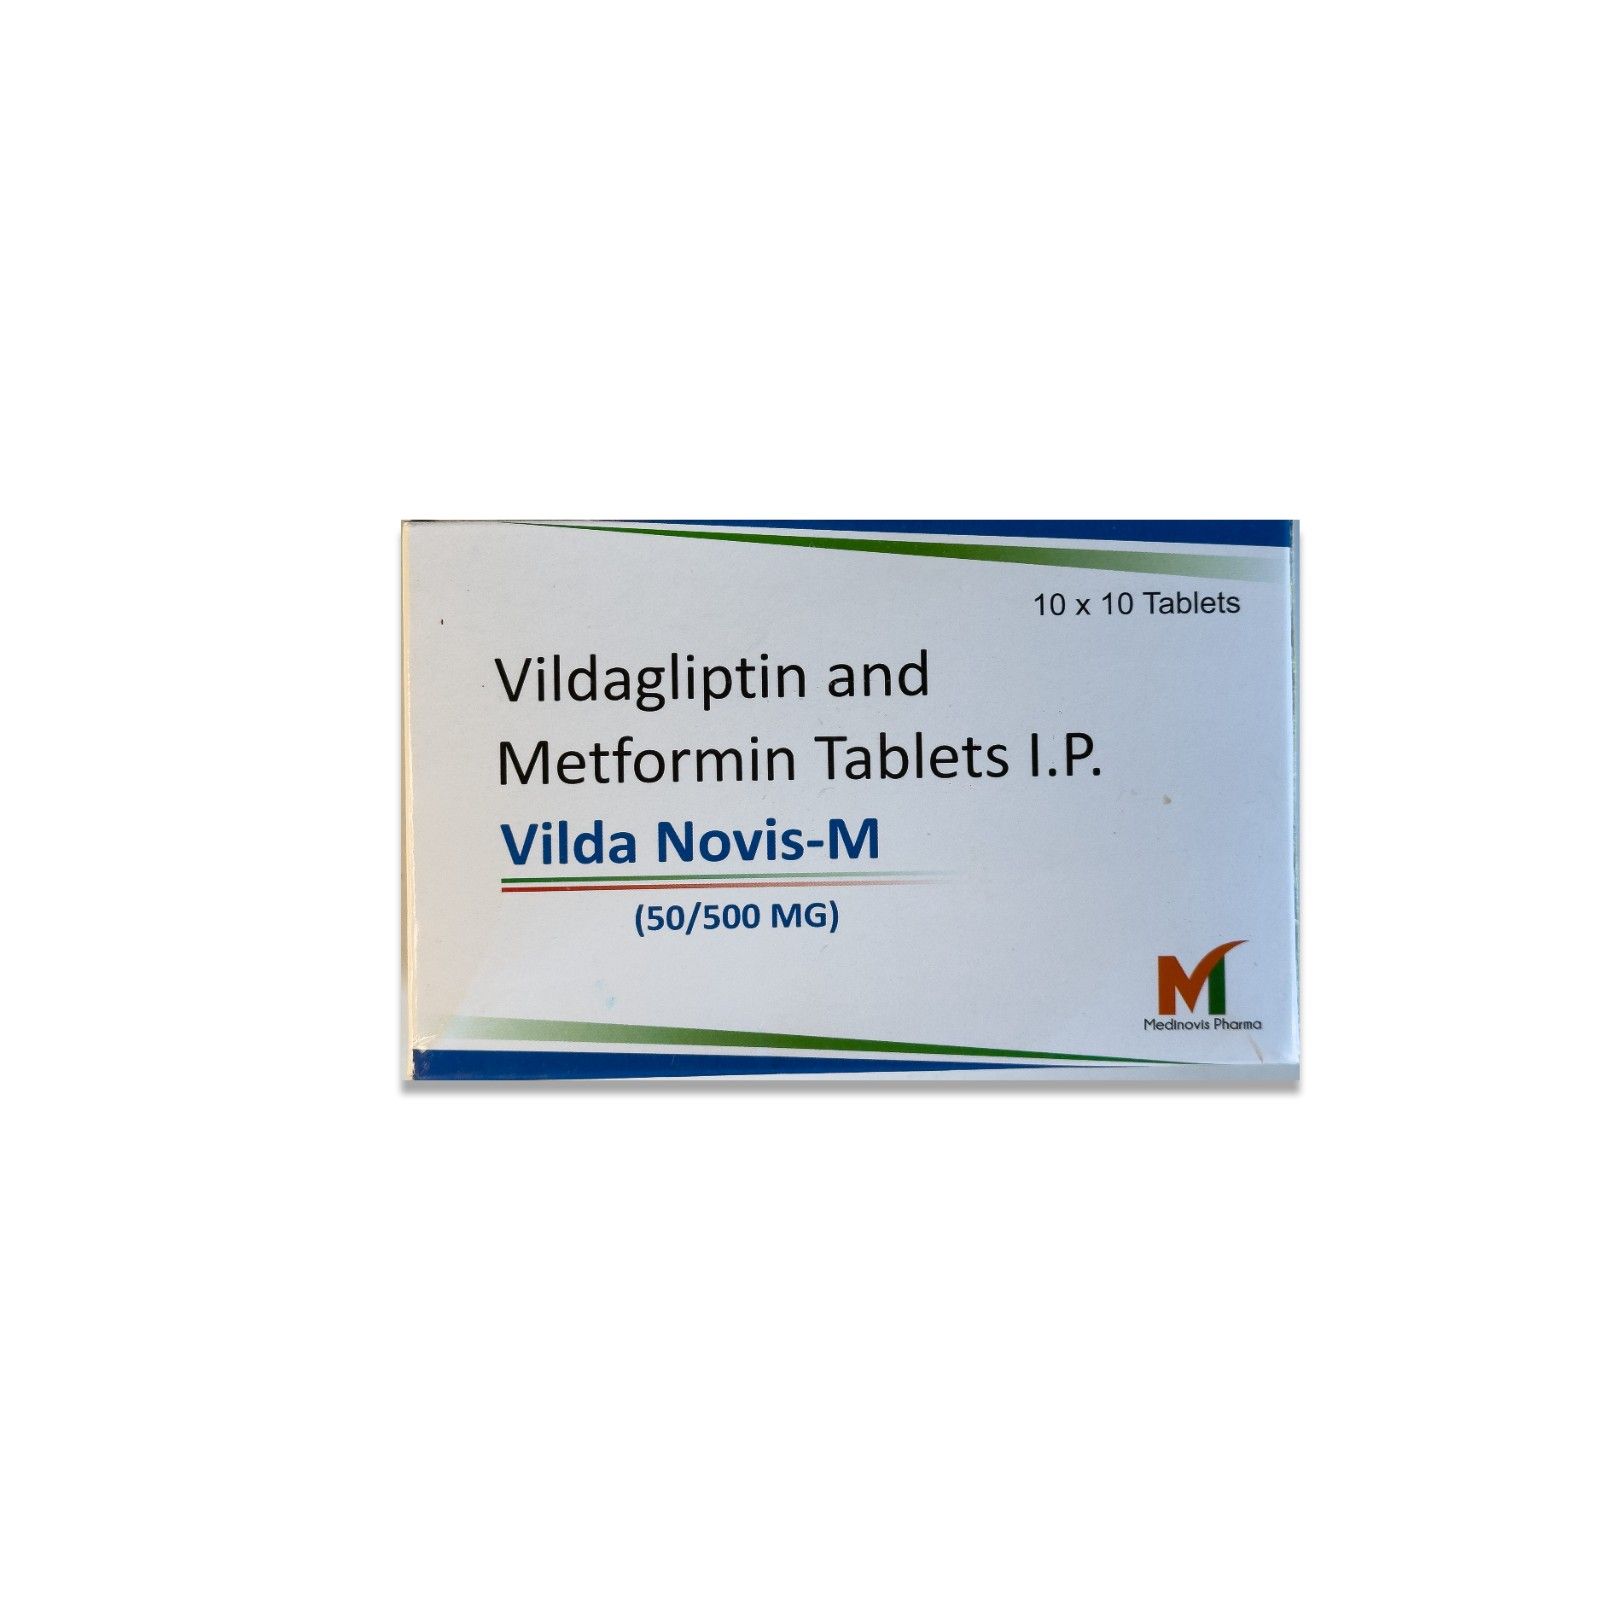 10 x 10 Tablets
Vildagliptin and
Metformin Tablets I.P.
Vilda Novis-M
(50/500 MG)
Medinovis Pharma